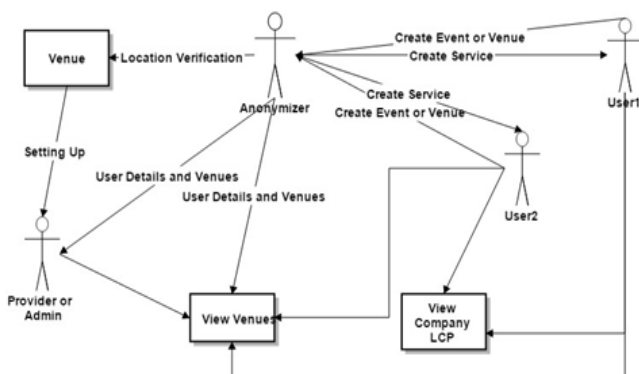 Create Event or Venue
Venue
Location Verification
Create Service
Anonymizer
User1
Create Service
Create Event or Venue
Setting Up
User Details and Venues
User Details and Venues
User2
Provider or
Admin
View Venues
View
Company
LCP